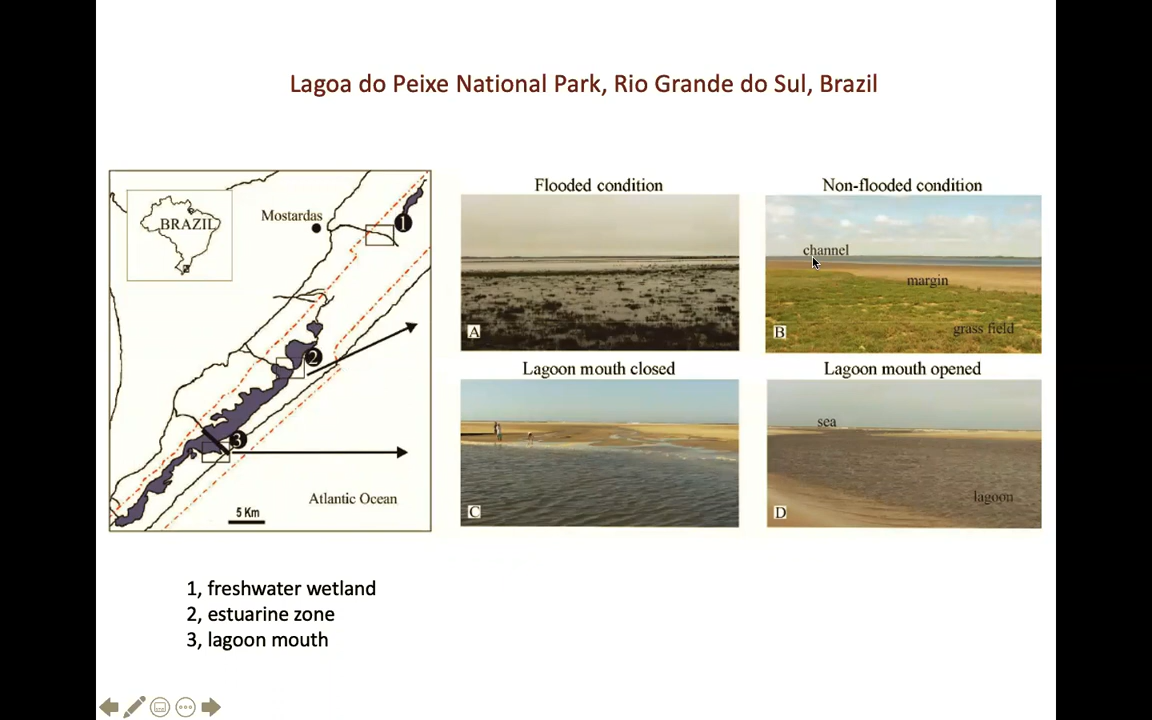 Lagoa do Peixe National Park, Rio Grande do Sul, Brazil
BRAZIL
Mostardas
1
2
3
Atlantic Ocean
5 Km
Flooded condition
A
Non-flooded condition
channel
margin
grass field
B
Lagoon mouth closed
C
Lagoon mouth opened
sea
lagoon
D
1, freshwater wetland
2, estuarine zone
3, lagoon mouth